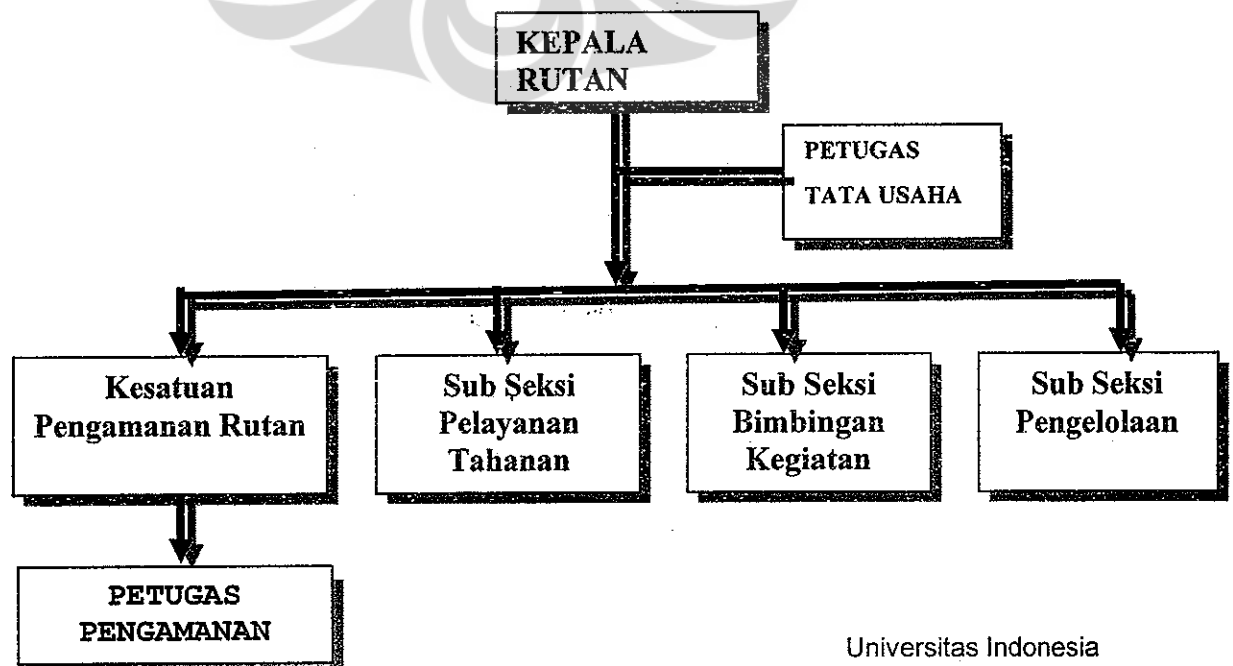 KEPALA
RUTAN
PETUGAS
TATA USAHA
Kesatuan
Pengamanan Rutan
Sub Seksi
Pelayanan
Tahanan
Sub Seksi
Bimbingan
Kegiatan
Sub Seksi
Pengelolaan
PETUGAS
PENGAMANAN
Universitas Indonesia